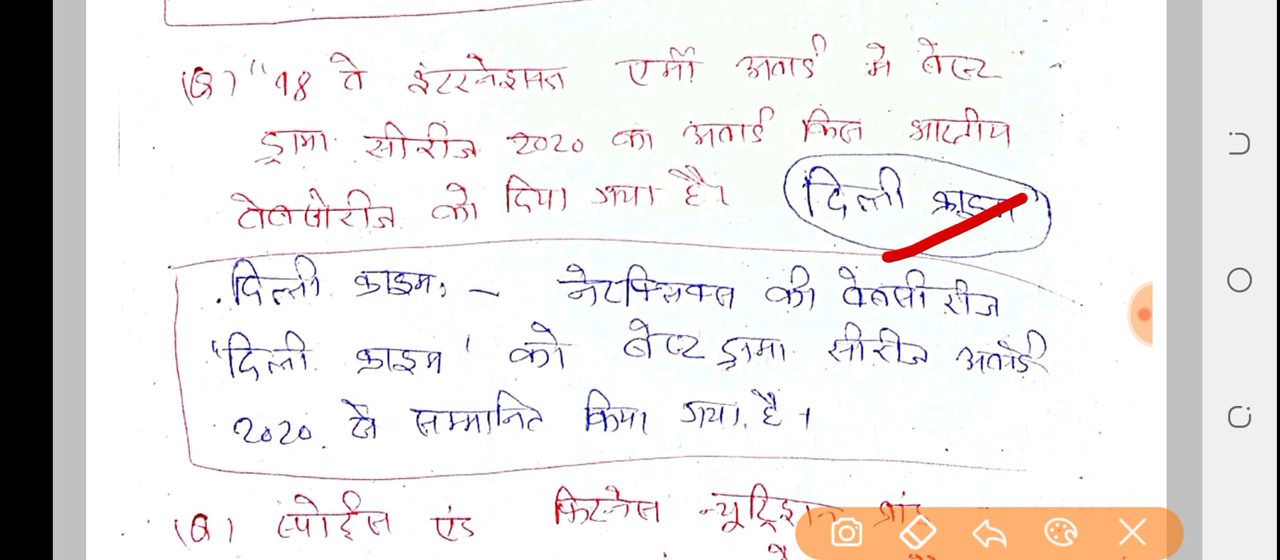 (Q) "48 वे इंटरनेशनल एमी अवार्ड मे बेस्ट
ड्रामा सीरीज 2020 का अवार्ड किस भारतीय
वेबसीरीज को दिया गया है। दिल्ली क्राइम
दिल्ली क्राइम, - नेटफ्लिक्स की वेबसीरीज
'दिल्ली क्राइम' को बेस्ट ड्रामा सीरीज अवॉर्ड
2020 से सम्मानित किया गया है।
(Q) स्पोर्ट्स एंड फिटनेस न्यूट्रिशन ब्रांड